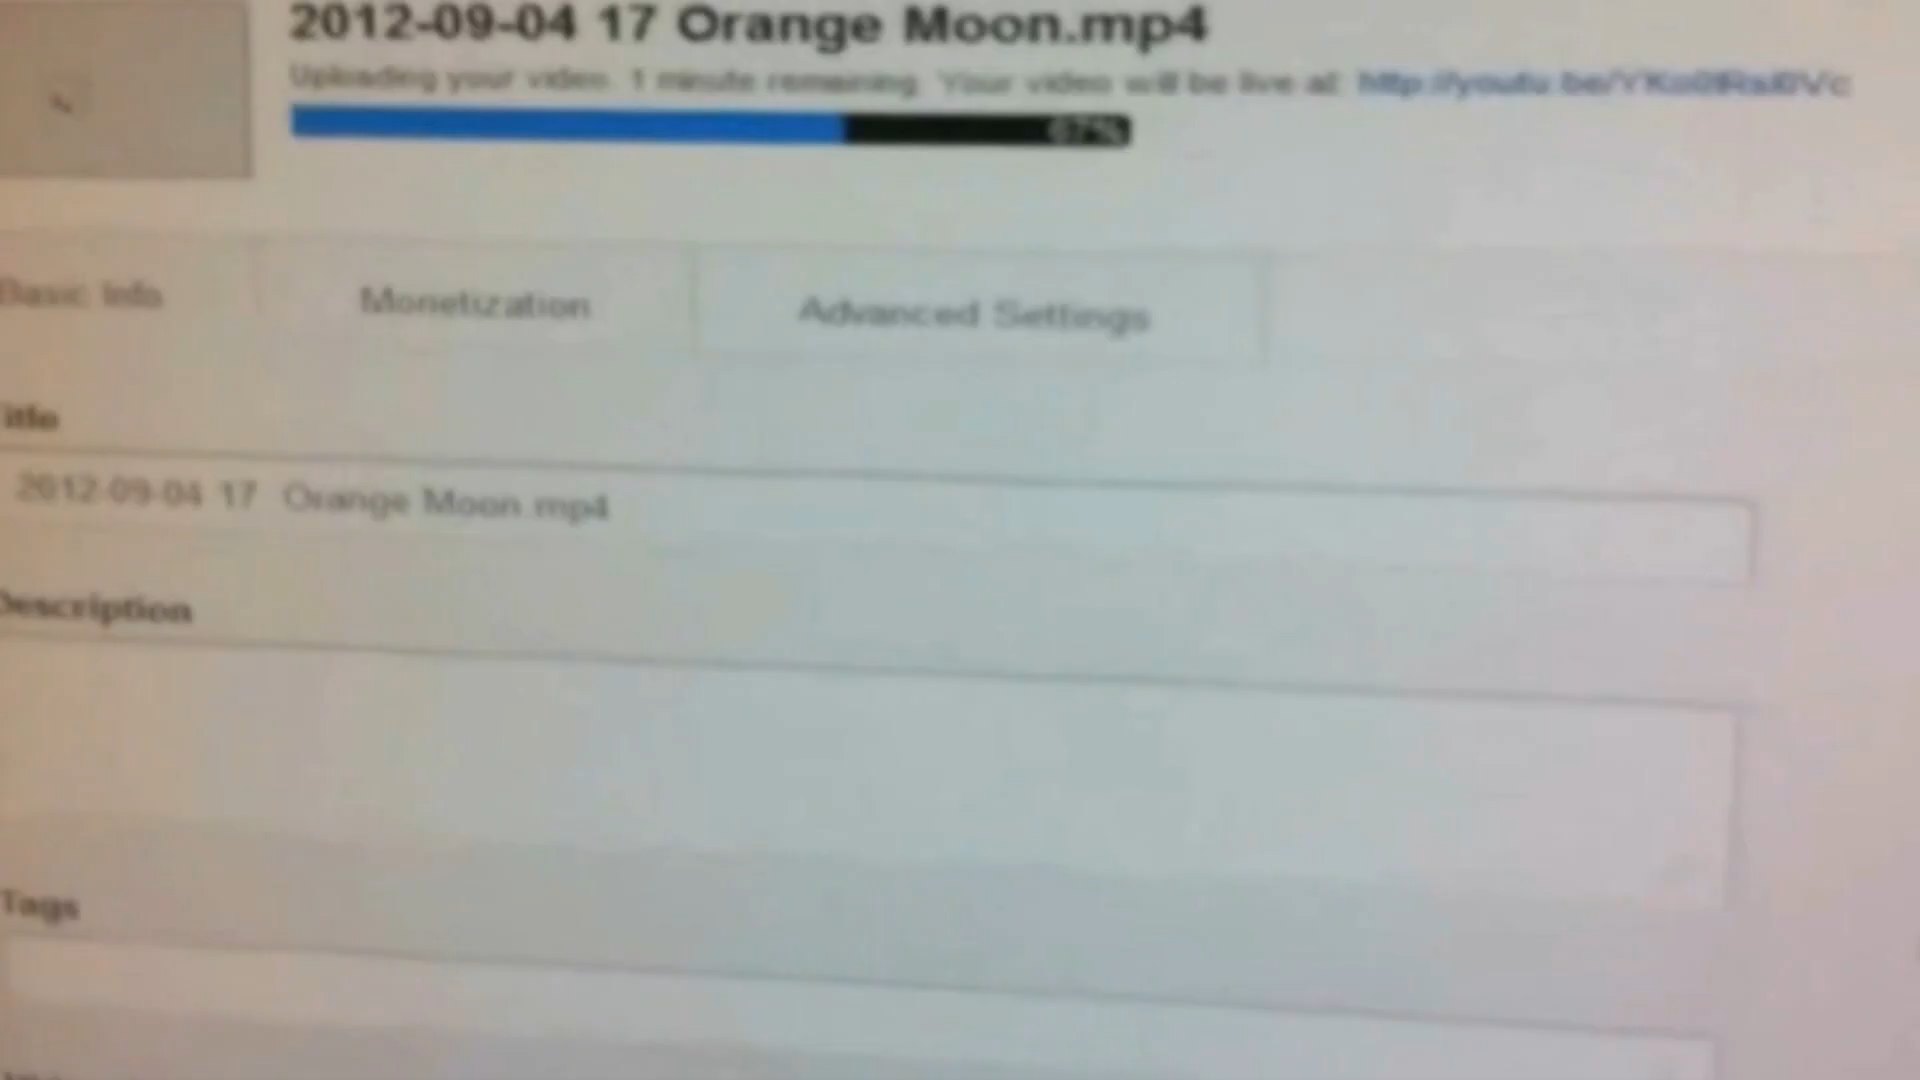 2012-09-04 17 Orange Moon.mp4
Uploading your video. 1 minute remaining. Your video will be live at:
67%
Basic Info Monetization Advanced Settings
Title
2012-09-04 17 Orange Moon.mp4
Description
Tags